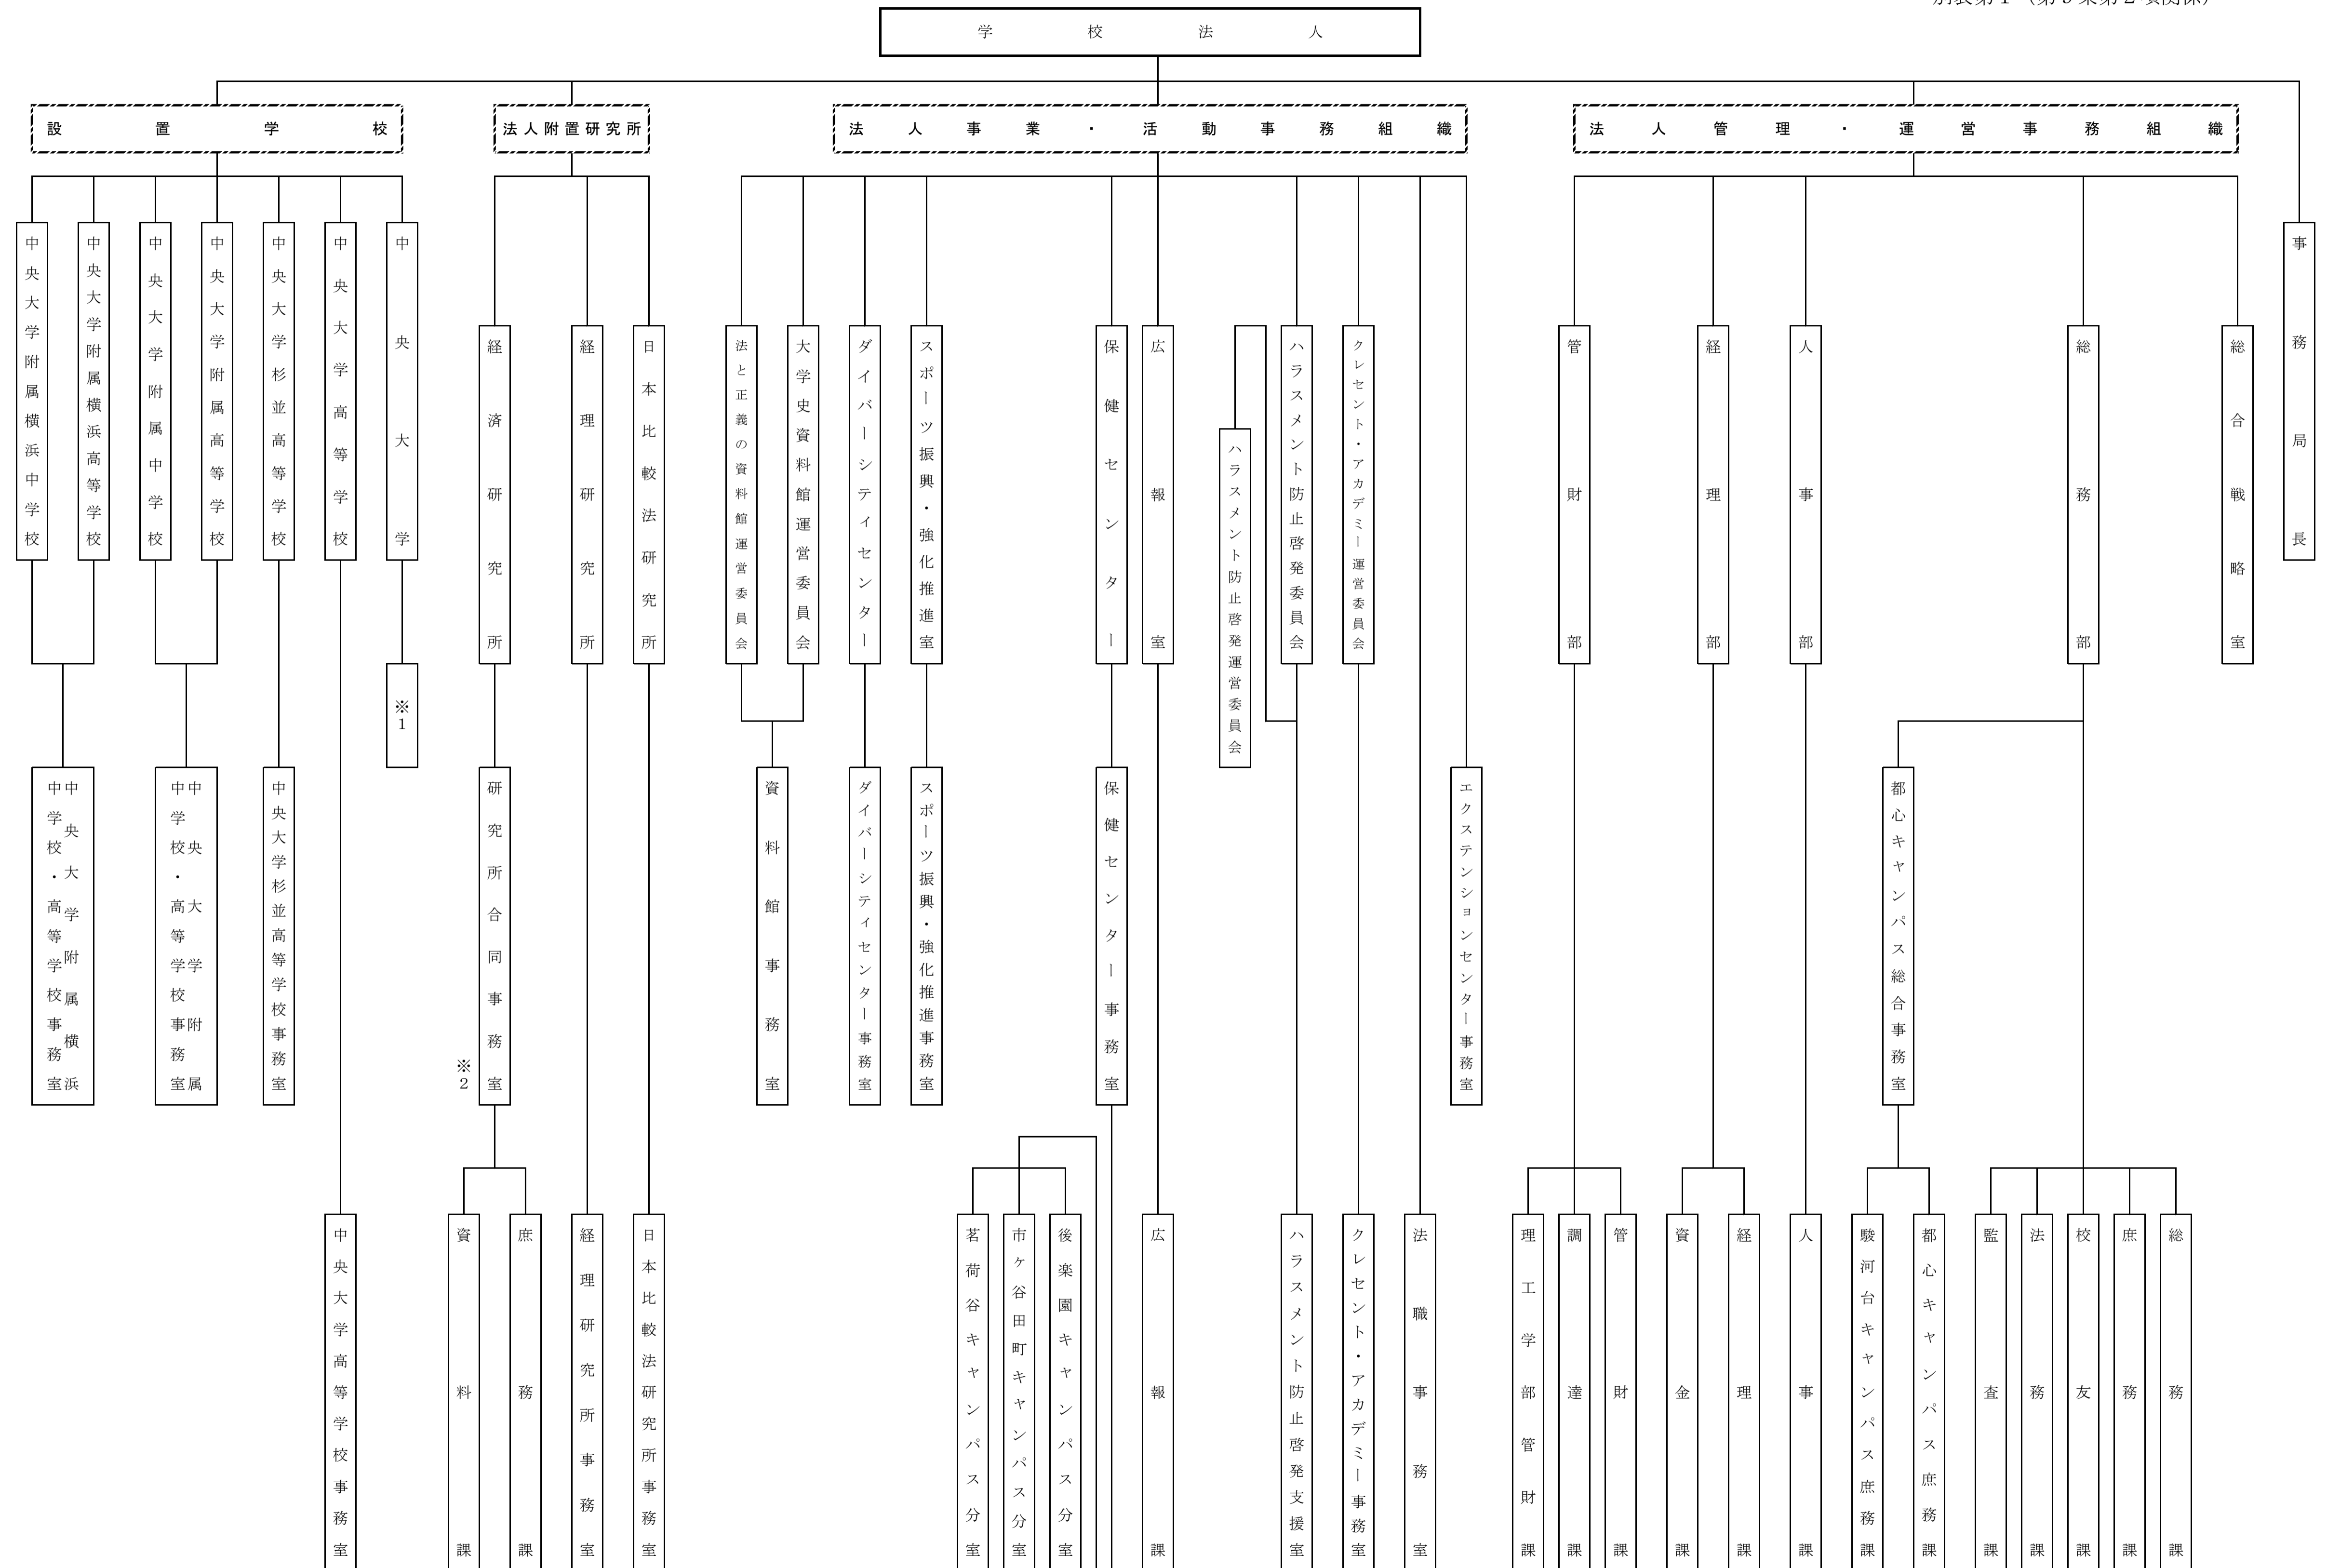 学校法人
設置学校
法人附置研究所
法人事業・活動事務組織
法人管理・運営事務組織
中央大学附属横浜中学校
中央大学附属横浜高等学校
中央大学附属中学校
中央大学附属高等学校
中央大学杉並高等学校
中央大学高等学校
中央大学
事務局長
経済研究所
経理研究所
日本比較法研究所
法と正義の資料館運営委員会
大学史資料館運営委員会
ダイバーシティセンター
スポーツ振興・強化推進室
保健センター
広報室
ハラスメント防止啓発運営委員会
ハラスメント防止啓発委員会
クレセント・アカデミー運営委員会
管財部
経理部
人事部
総務部
総合戦略室
※1
中央大学附属横浜
中学校・高等学校事務室
中央大学附属
中学校・高等学校事務室
中央大学杉並高等学校事務室
※2
研究所合同事務室
資料館事務室
ダイバーシティセンター事務室
スポーツ振興・強化推進事務室
保健センター事務室
エクステンションセンター事務室
都心キャンパス総合事務室
中央大学高等学校事務室
資料課
庶務課
経理研究所事務室
日本比較法研究所事務室
茗荷谷キャンパス分室
市ヶ谷田町キャンパス分室
後楽園キャンパス分室
広報課
ハラスメント防止啓発支援室
クレセント・アカデミー事務室
法職事務室
理工学部管財課
調達課
管財課
資金課
経理課
人事課
駿河台キャンパス庶務課
都心キャンパス庶務課
監査課
法務課
校友課
庶務課
総務課